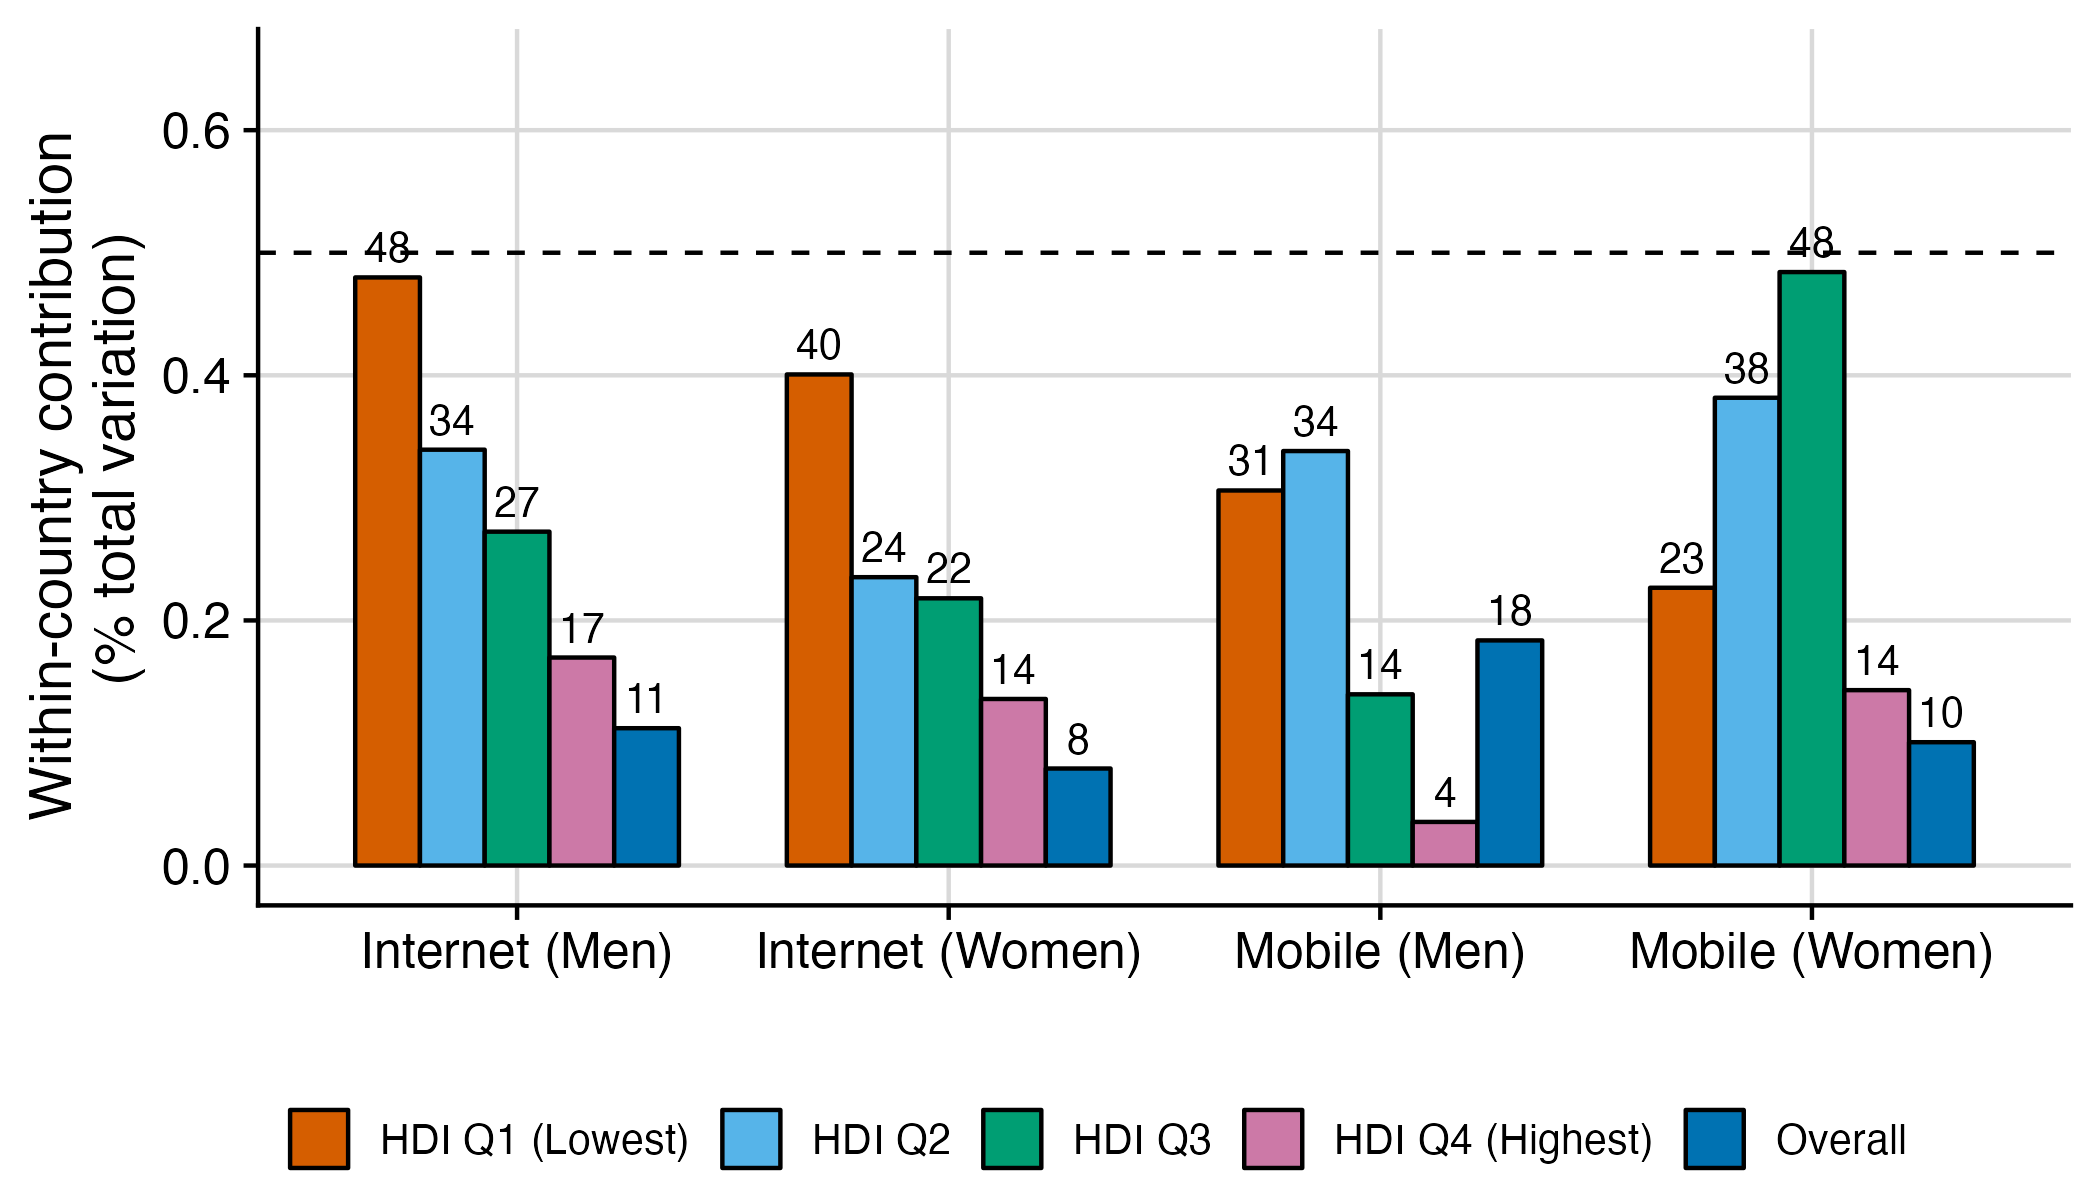 Within-country contribution
(% total variation)
0.6
0.4
0.2
0.0
48
34
27
17
11
40
24
22
14
8
31
34
14
4
18
23
38
48
14
10
Internet (Men)
Internet (Women)
Mobile (Men)
Mobile (Women)
HDI Q1 (Lowest)
HDI Q2
HDI Q3
HDI Q4 (Highest)
Overall